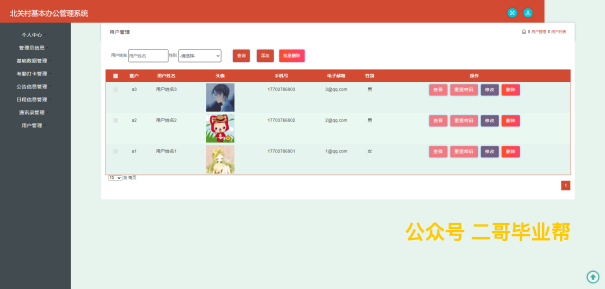 北关村基本办公管理系统
个人中心
管理员信息
基础数据管理
考勤打卡管理
公告信息管理
日程信息管理
通讯录管理
用户管理
用户管理
用户管理 用户列表
用户姓名 用户姓名 性别 请选择 查询 添加 批量删除
账户 用户姓名 头像 手机号 电子邮箱 性别 操作
a3 用户姓名3 17703786903 3@qq.com 男 查看 重置密码 修改 删除
a2 用户姓名2 17703786902 2@qq.com 男 查看 重置密码 修改 删除
a1 用户姓名1 17703786901 1@qq.com 查看 重置密码 修改 删除
10 条 每页
1
公众号 二哥毕业帮